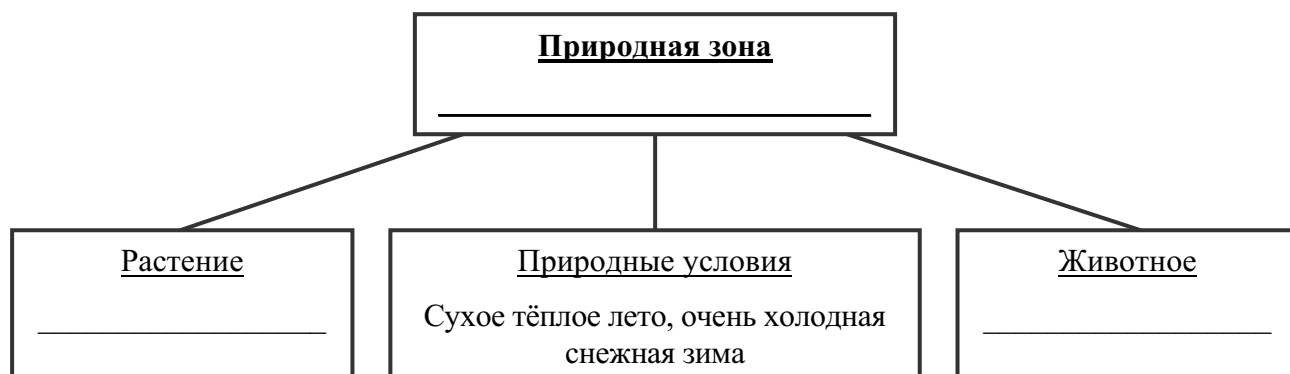 Природная зона
Растение
Природные условия
Сухое тёплое лето, очень холодная
снежная зима
Животное